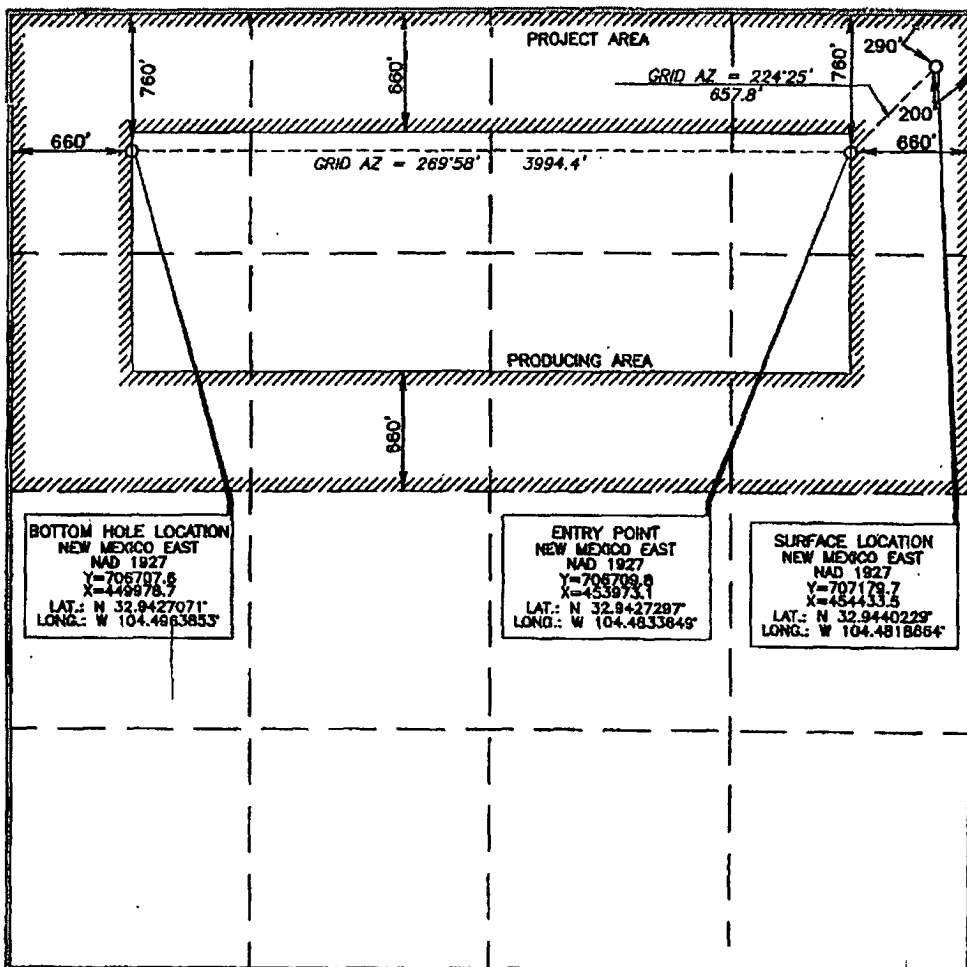 PROJECT AREA
290'
760'
660'
760'
GRID AZ = 224°25'
657.8'
200'
660'
660'
GRID AZ = 269°58' 3994.4'
PRODUCING AREA
660'
BOTTOM HOLE LOCATION
NEW MEXICO EAST
NAD 1927
Y=706707.6
X=449978.7
LAT.: N 32.9427071°
LONG.: W 104.4963853°
ENTRY POINT
NEW MEXICO EAST
NAD 1927
Y=706709.8
X=453973.1
LAT.: N 32.9427297°
LONG.: W 104.4833649°
SURFACE LOCATION
NEW MEXICO EAST
NAD 1927
Y=707179.7
X=454433.5
LAT.: N 32.9440229°
LONG.: W 104.4818664°